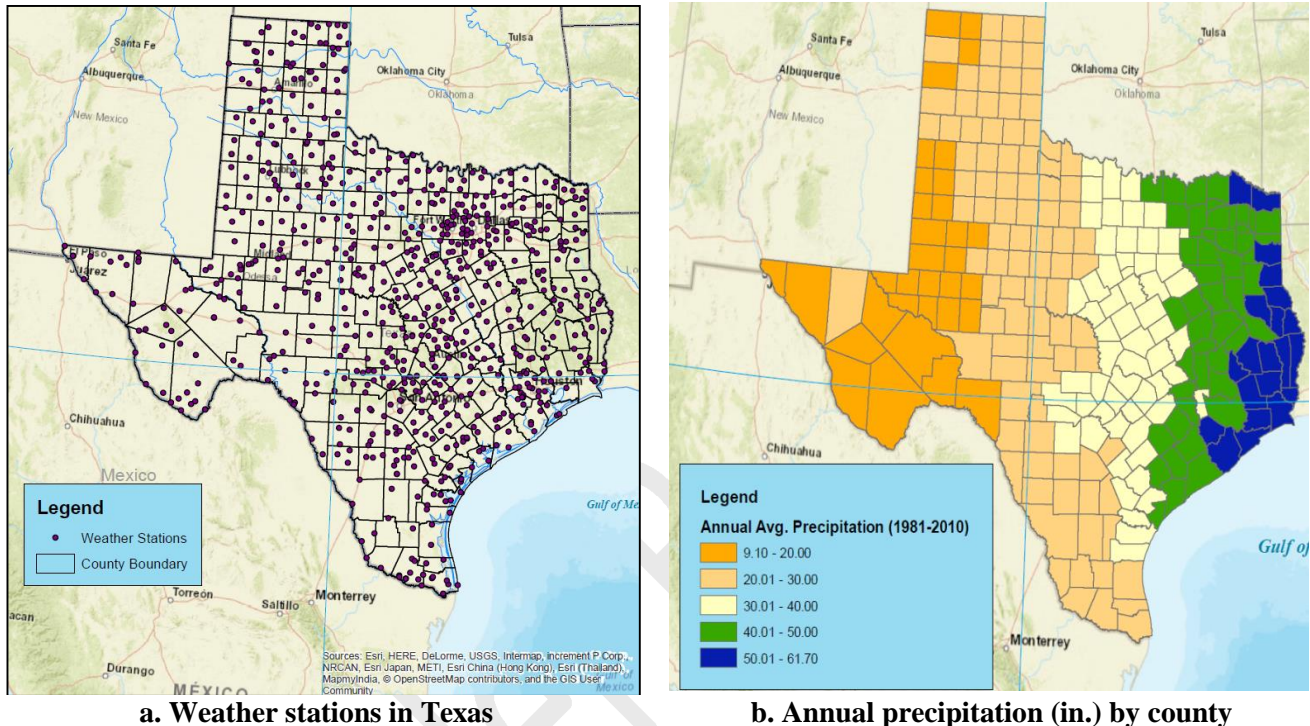 Santa Fe
Tulsa
Albuquerque
Oklahoma City
Oklahoma
Amarillo
New Mexico
Lubbock
Fort Worth
Dallas
El Paso
Juárez
Midland
Odessa
Texas
Austin
Houston
San Antonio
Chihuahua
Mexico
Gulf of Me
Legend
Weather Stations
County Boundary
Monterrey
Torreón
Saltillo
acan
Durango
MÉXICO
Sources: Esri, HERE, DeLorme, USGS, Intermap, increment P Corp.,
NRCAN, Esri Japan, METI, Esri China (Hong Kong), Esri (Thailand),
MapmyIndia, © OpenStreetMap contributors, and the GIS User
Community
a. Weather stations in Texas
Tulsa
Santa Fe
Albuquerque
Oklahoma City
Oklahoma
New Mexico
Chihuahua
Legend
Annual Avg. Precipitation (1981-2010)
9.10 - 20.00
20.01 - 30.00
30.01 - 40.00
40.01 - 50.00
50.01 - 61.70
Gulf of
Monterrey
b. Annual precipitation (in.) by county